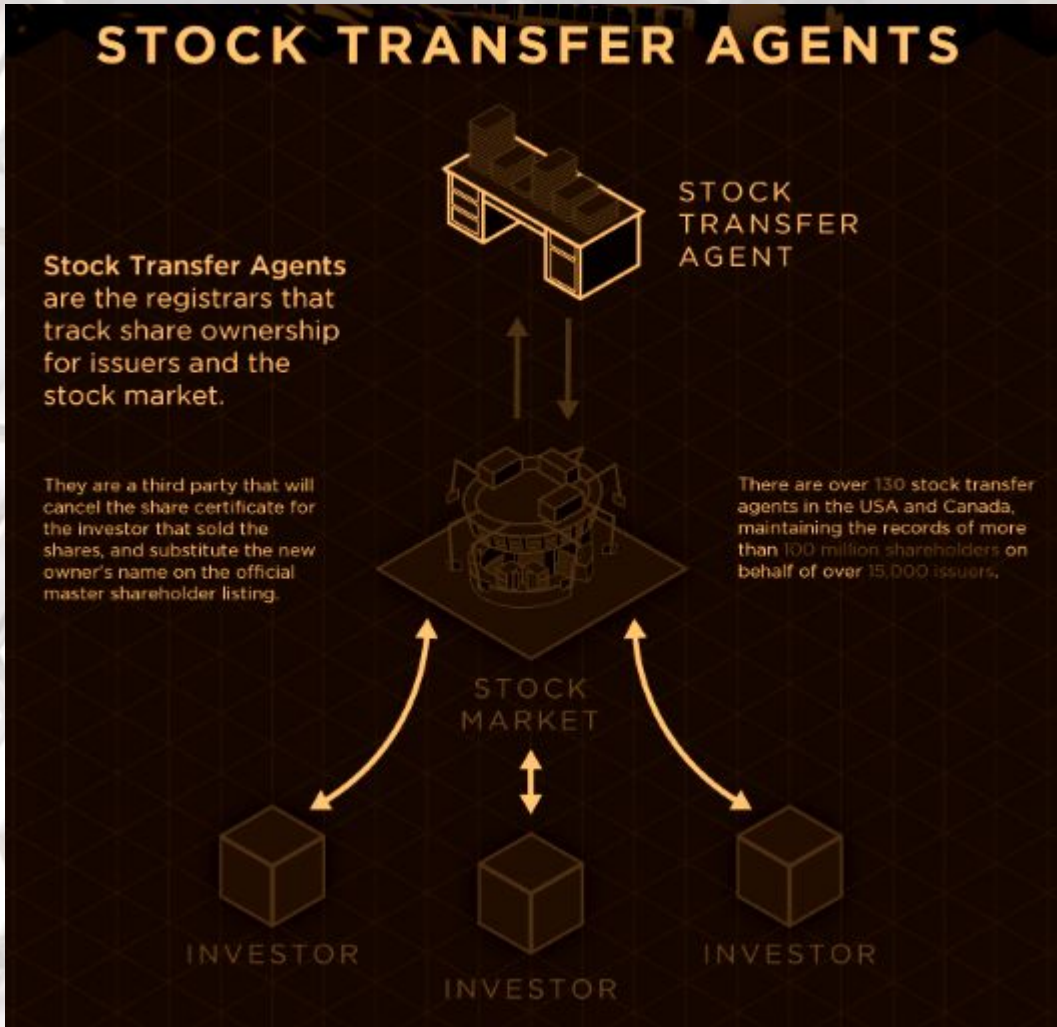 STOCK TRANSFER AGENTS
STOCK
TRANSFER
AGENT
Stock Transfer Agents
are the registrars that
track share ownership
for issuers and the
stock market.
They are a third party that will
cancel the share certificate for
the investor that sold the
shares, and substitute the new
owner's name on the official
master shareholder listing.
There are over 130 stock transfer
agents in the USA and Canada,
maintaining the records of more
than 100 million shareholders on
behalf of over 15,000 issuers.
STOCK
MARKET
INVESTOR
INVESTOR
INVESTOR